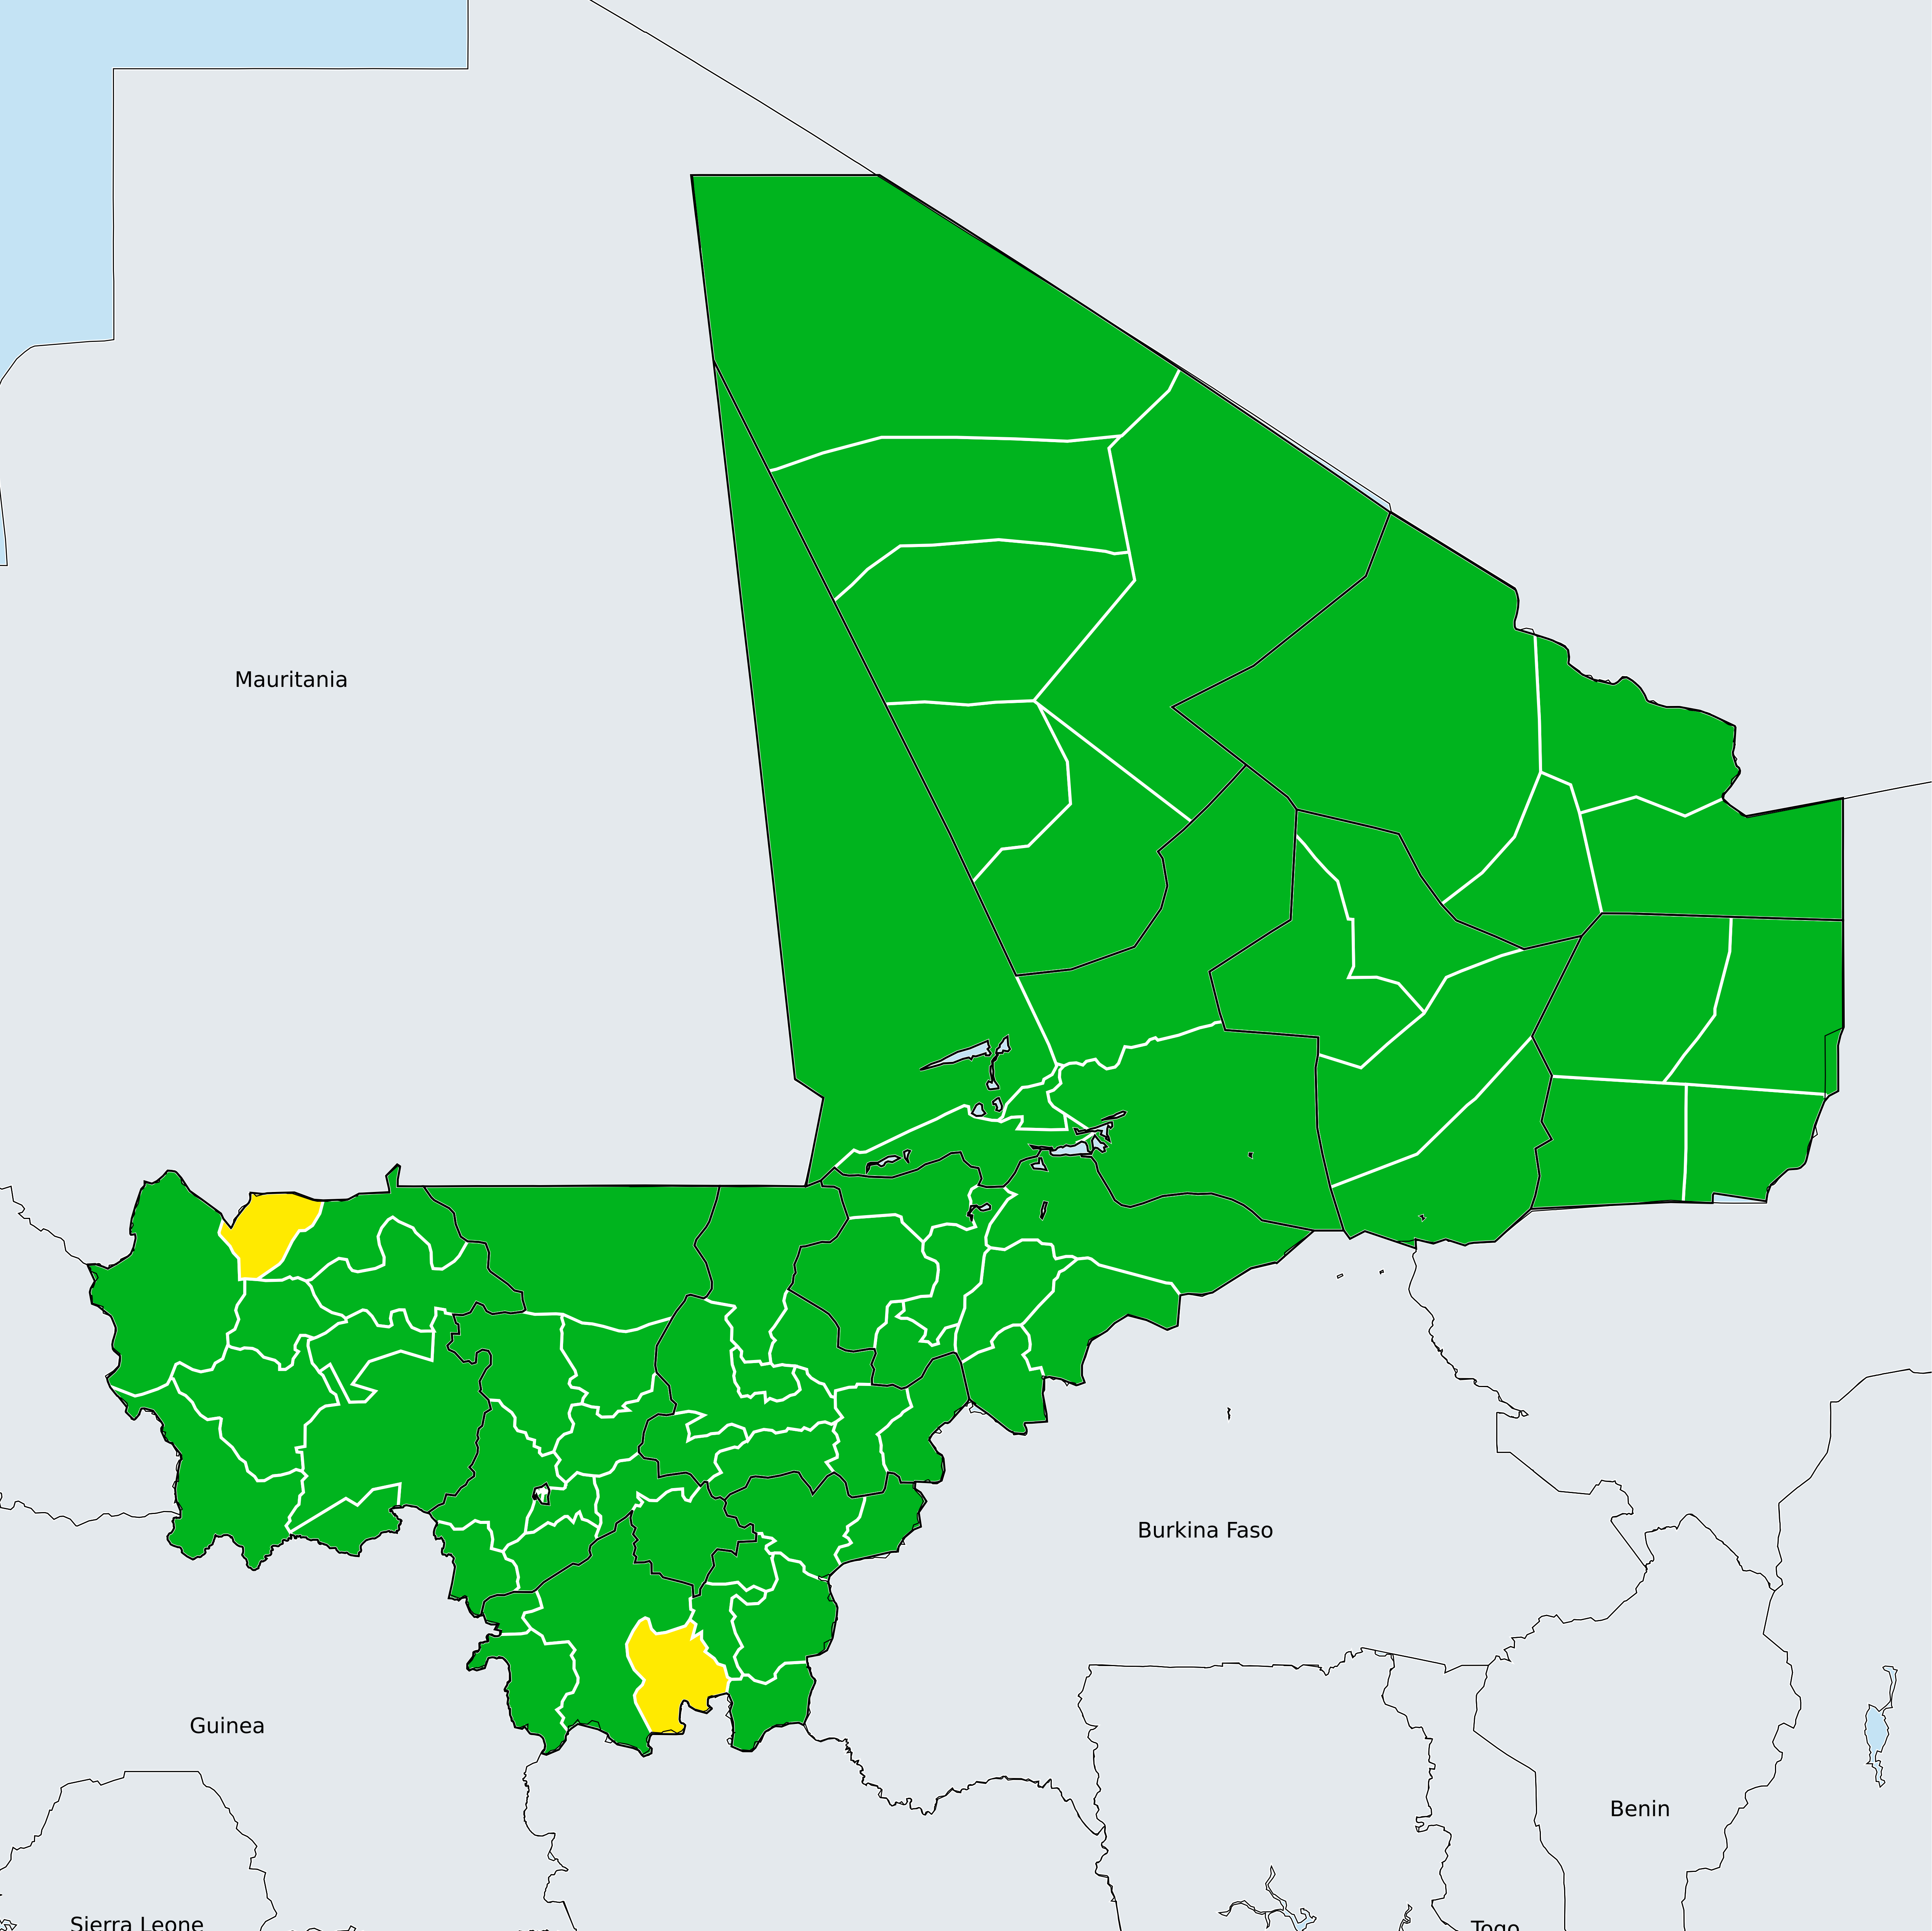 Mauritania
Burkina Faso
Guinea
Benin
Sierra Leone
Togo